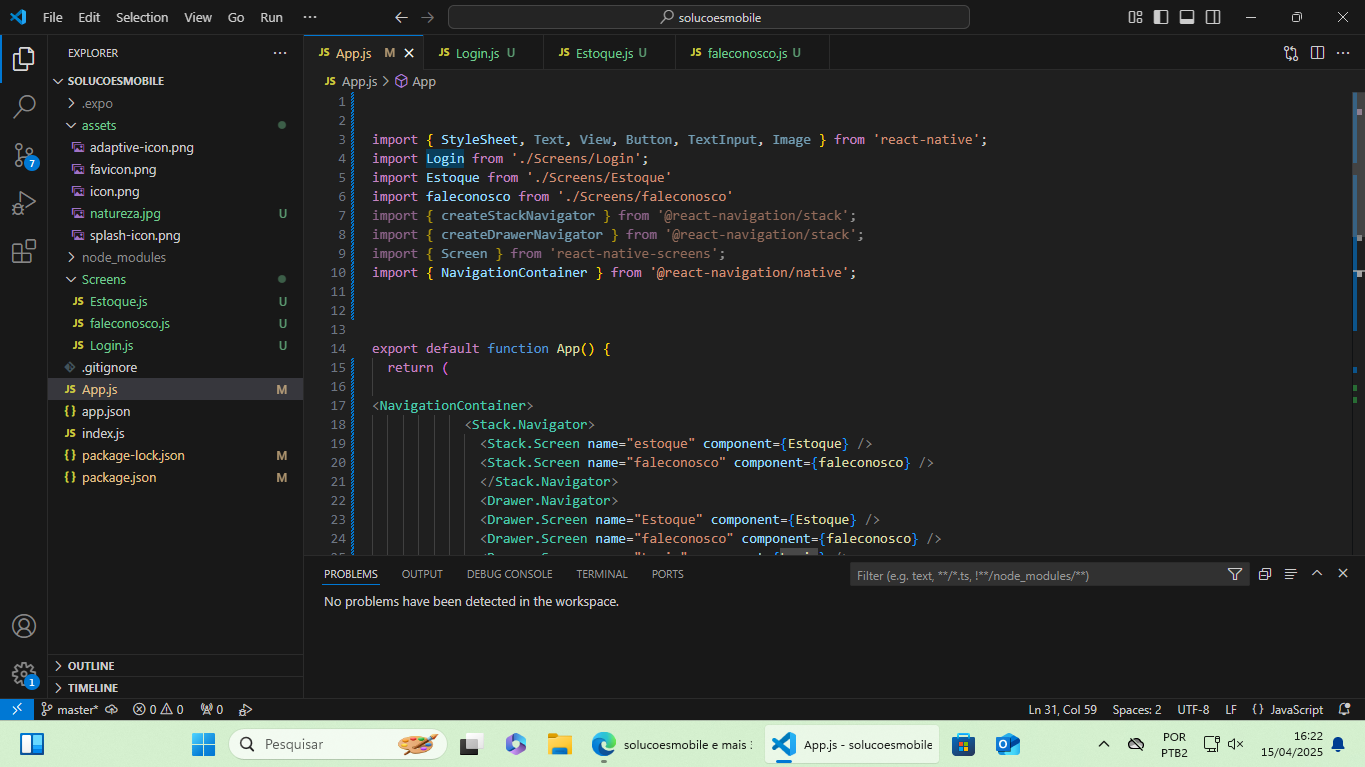 File Edit Selection View Go Run ···
solucoesmobile
EXPLORER
SOLUCOESMOBILE
.expo
assets
adaptive-icon.png
favicon.png
icon.png
natureza.jpg U
splash-icon.png
node_modules
Screens
JS Estoque.js U
JS faleconosco.js U
JS Login.js U
.gitignore
JS App.js M
{} app.json
JS index.js
{} package-lock.json M
{} package.json M
OUTLINE
TIMELINE
7
1
JS App.js M
JS Login.js U
JS Estoque.js U
JS faleconosco.js U
JS App.js > App
1
2
3 import { StyleSheet, Text, View, Button, TextInput, Image } from 'react-native';
4 import Login from './Screens/Login';
5 import Estoque from './Screens/Estoque'
6 import faleconosco from './Screens/faleconosco'
7 import { createStackNavigator } from '@react-navigation/stack';
8 import { createDrawerNavigator } from '@react-navigation/stack';
9 import { Screen } from 'react-native-screens';
10 import { NavigationContainer } from '@react-navigation/native';
11
12
13
14 export default function App() {
15 return (
16
17 <NavigationContainer>
18 <Stack.Navigator>
19 <Stack.Screen name="estoque" component={Estoque} />
20 <Stack.Screen name="faleconosco" component={faleconosco} />
21 </Stack.Navigator>
22 <Drawer.Navigator>
23 <Drawer.Screen name="Estoque" component={Estoque} />
24 <Drawer.Screen name="faleconosco" component={faleconosco} />
PROBLEMS OUTPUT DEBUG CONSOLE TERMINAL PORTS
Filter (e.g. text, **/*.ts, !**/node_modules/**)
No problems have been detected in the workspace.
master* 0 0 0
Ln 31, Col 59 Spaces: 2 UTF-8 LF {} JavaScript
Pesquisar
solucoesmobile e mais
App.js - solucoesmobile
POR
PTB2
16:22
15/04/2025